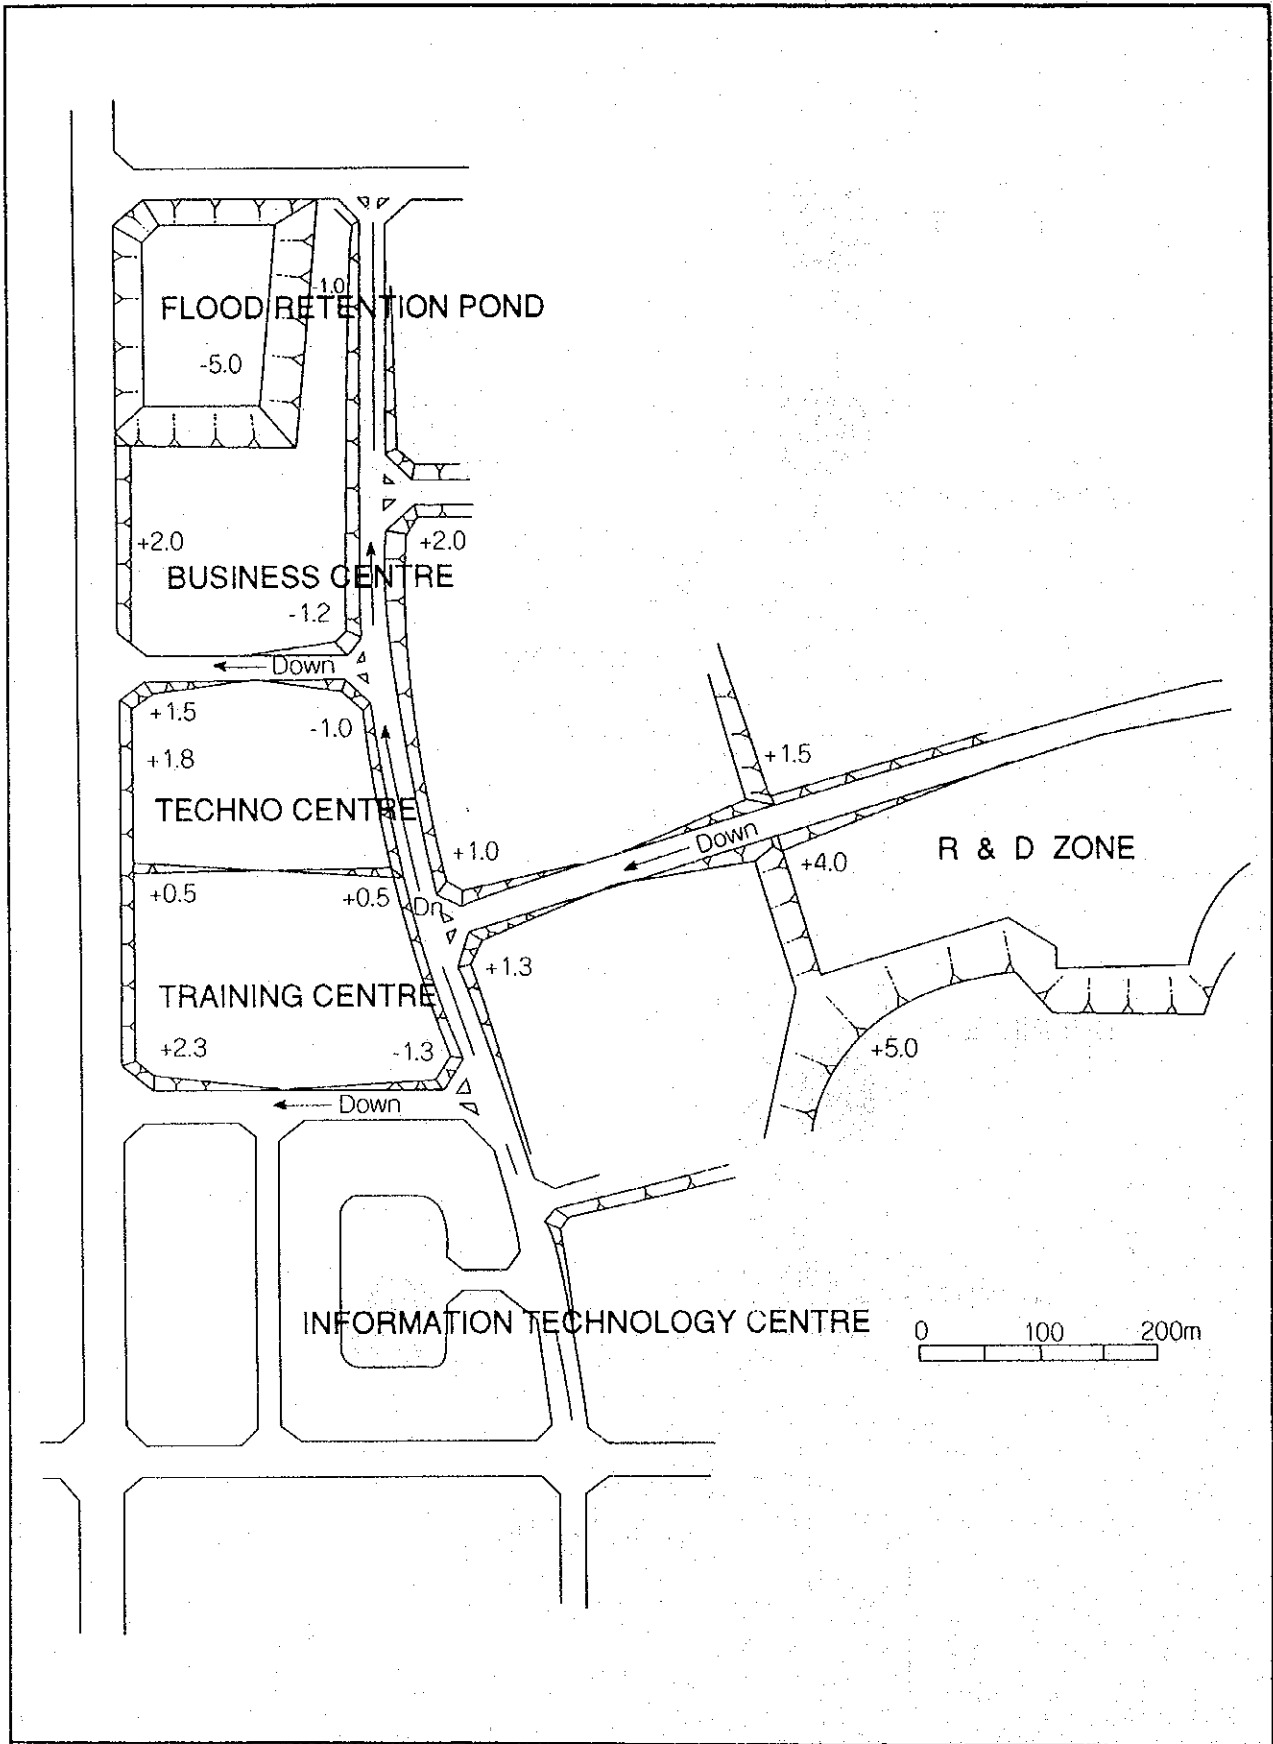 -1.0
FLOOD RETENTION POND
-5.0
+2.0
+2.0
BUSINESS CENTRE
-1.2
Down
+1.5
-1.0
+1.8
+1.5
TECHNO CENTRE
Down
+1.0
R & D ZONE
+4.0
+0.5
+0.5
Dn
+1.3
TRAINING CENTRE
+2.3
-1.3
+5.0
Down
INFORMATION TECHNOLOGY CENTRE
0 100 200m